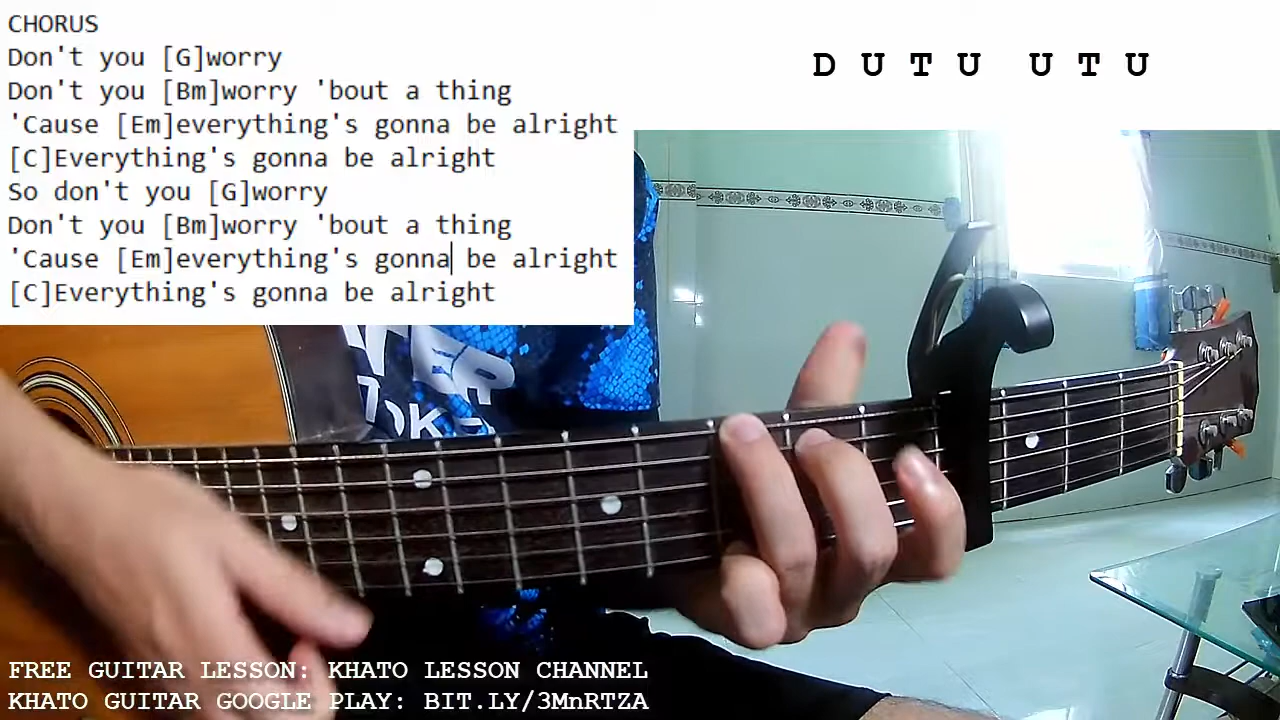 CHORUS
Don't you [G]worry
Don't you [Bm]worry 'bout a thing
'Cause [Em]everything's gonna be alright
[C]Everything's gonna be alright
So don't you [G]worry
Don't you [Bm]worry 'bout a thing
'Cause [Em]everything's gonna be alright
[C]Everything's gonna be alright
D U T U U T U
FREE GUITAR LESSON: KHATO LESSON CHANNEL
KHATO GUITAR GOOGLE PLAY: BIT.LY/3MnRTZA